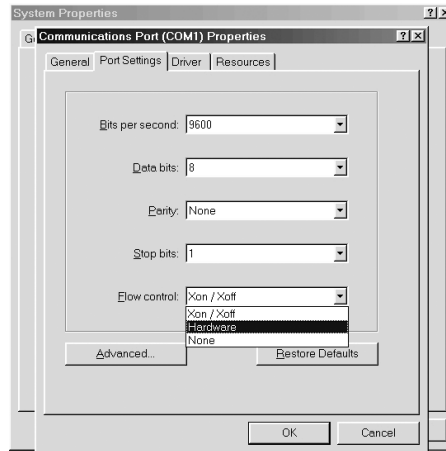 System Properties
Communications Port (COM1) Properties
General Port Settings Driver Resources
Bits per second: 9600
Data bits: 8
Parity: None
Stop bits: 1
Flow control: Xon / Xoff
Xon / Xoff
Hardware
None
Advanced... Restore Defaults
OK Cancel